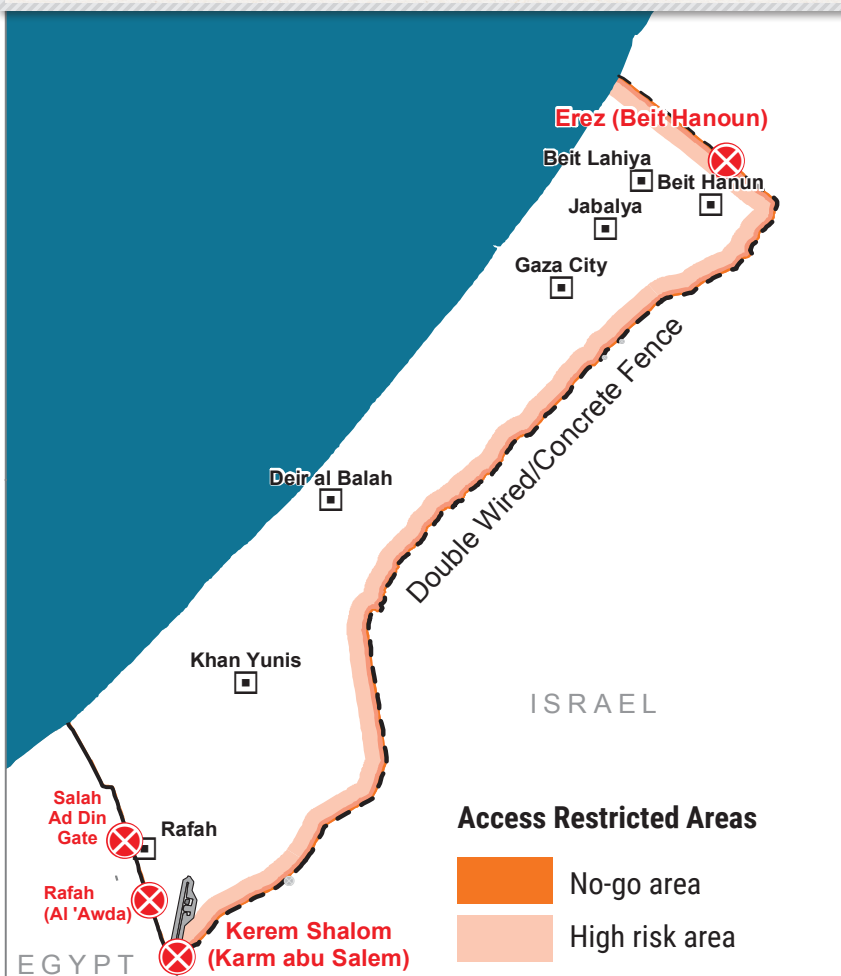 Erez (Beit Hanoun)
Beit Lahiya
Beit Hanun
Jabalya
Gaza City
Double Wired/Concrete Fence
Deir al Balah
Khan Yunis
ISRAEL
Salah
Ad Din
Gate
Rafah
Rafah
(Al 'Awda)
Kerem Shalom
(Karm abu Salem)
EGYPT
Access Restricted Areas
No-go area
High risk area